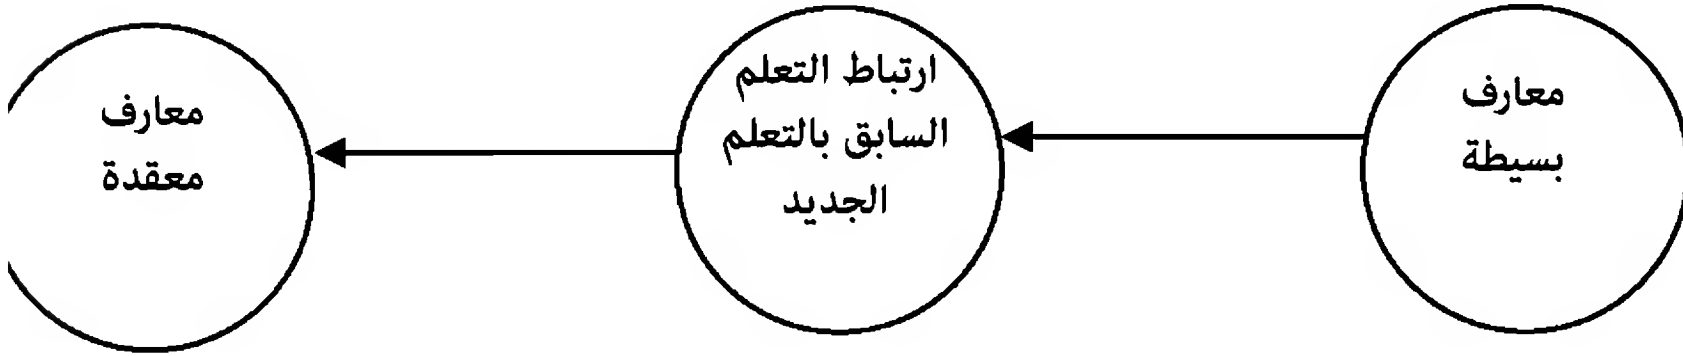 معارف
بسيطة
ارتباط التعلم
السابق بالتعلم
الجديد
معارف
معقدة